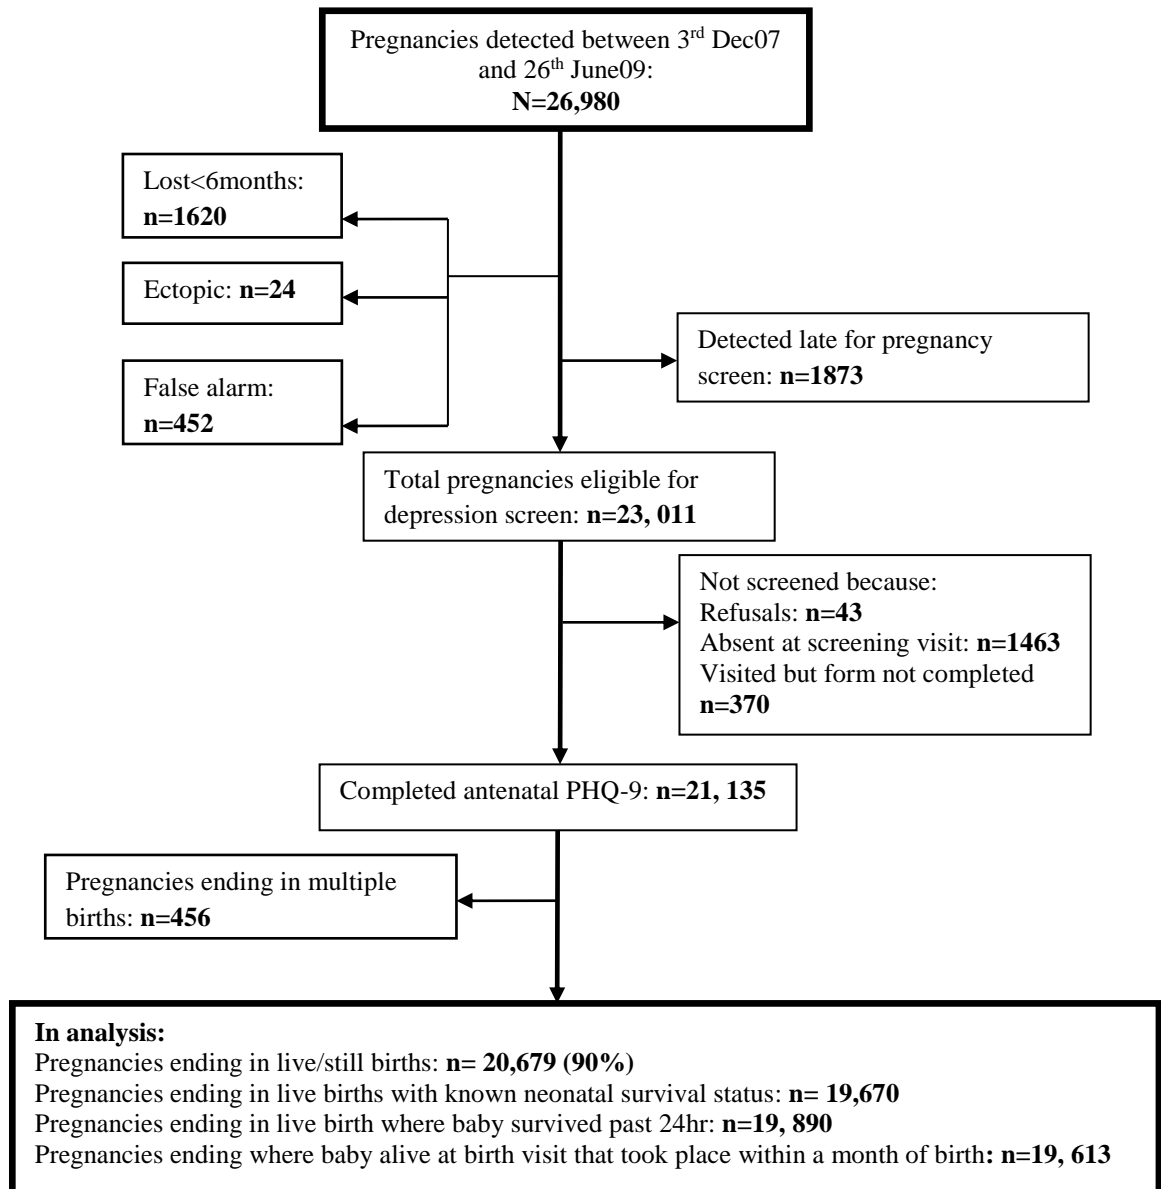 Pregnancies detected between 3rd Dec07
and 26th June09:
N=26,980
Lost<6months:
n=1620
Ectopic: n=24
False alarm:
n=452
Detected late for pregnancy
screen: n=1873
Total pregnancies eligible for
depression screen: n=23, 011
Not screened because:
Refusals: n=43
Absent at screening visit: n=1463
Visited but form not completed
n=370
Completed antenatal PHQ-9: n=21, 135
Pregnancies ending in multiple
births: n=456
In analysis:
Pregnancies ending in live/still births: n= 20,679 (90%)
Pregnancies ending in live births with known neonatal survival status: n= 19,670
Pregnancies ending in live birth where baby survived past 24hr: n=19, 890
Pregnancies ending where baby alive at birth visit that took place within a month of birth: n=19, 613